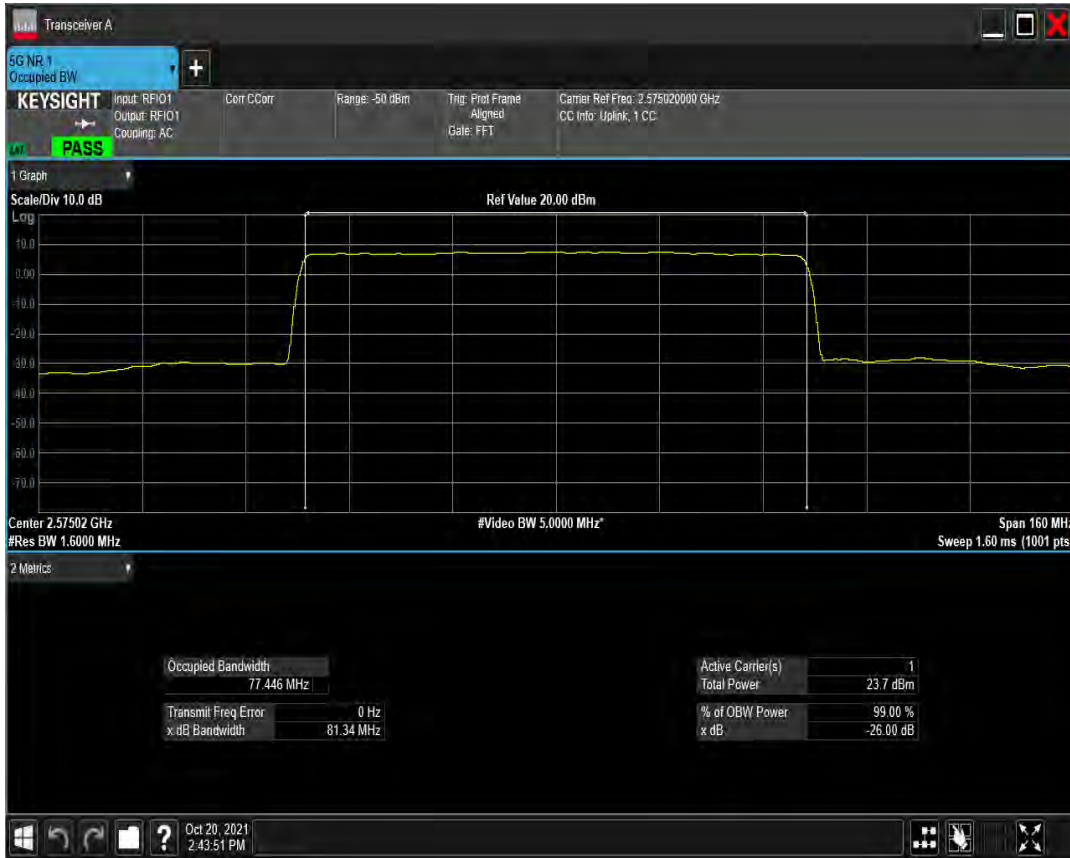 Transceiver A
5G NR 1
Occupied BW
+
KEYSIGHT
Input: RFIO1
Output: RFIO1
Coupling: AC
Corr CCorr
Range: -50 dBm
Trig: Prot Frame
Aligned
Gate: FFT
Carrier Ref Freq: 2.575020000 GHz
CC Info: Uplink, 1 CC
PASS
1 Graph
Scale/Div 10.0 dB
Ref Value 20.00 dBm
Log
10.0
0.00
-10.0
-20.0
-30.0
-40.0
-50.0
-60.0
-70.0
Center 2.57502 GHz
#Video BW 5.0000 MHz*
Span 160 MHz
#Res BW 1.6000 MHz
Sweep 1.60 ms (1001 pts
2 Metrics
Occupied Bandwidth
77.446 MHz
Transmit Freq Error 0 Hz
x dB Bandwidth 81.34 MHz
Active Carrier(s) 1
Total Power 23.7 dBm
% of OBW Power 99.00 %
x dB -26.00 dB
?
Oct 20, 2021
2:43:51 PM